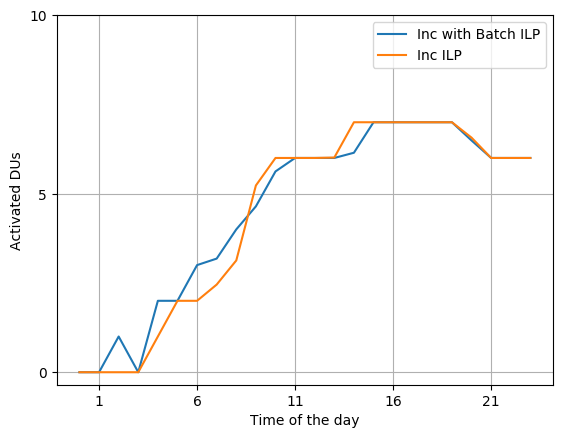 10
5
0
Activated DUs
Inc with Batch ILP
Inc ILP
1 6 11 16 21
Time of the day